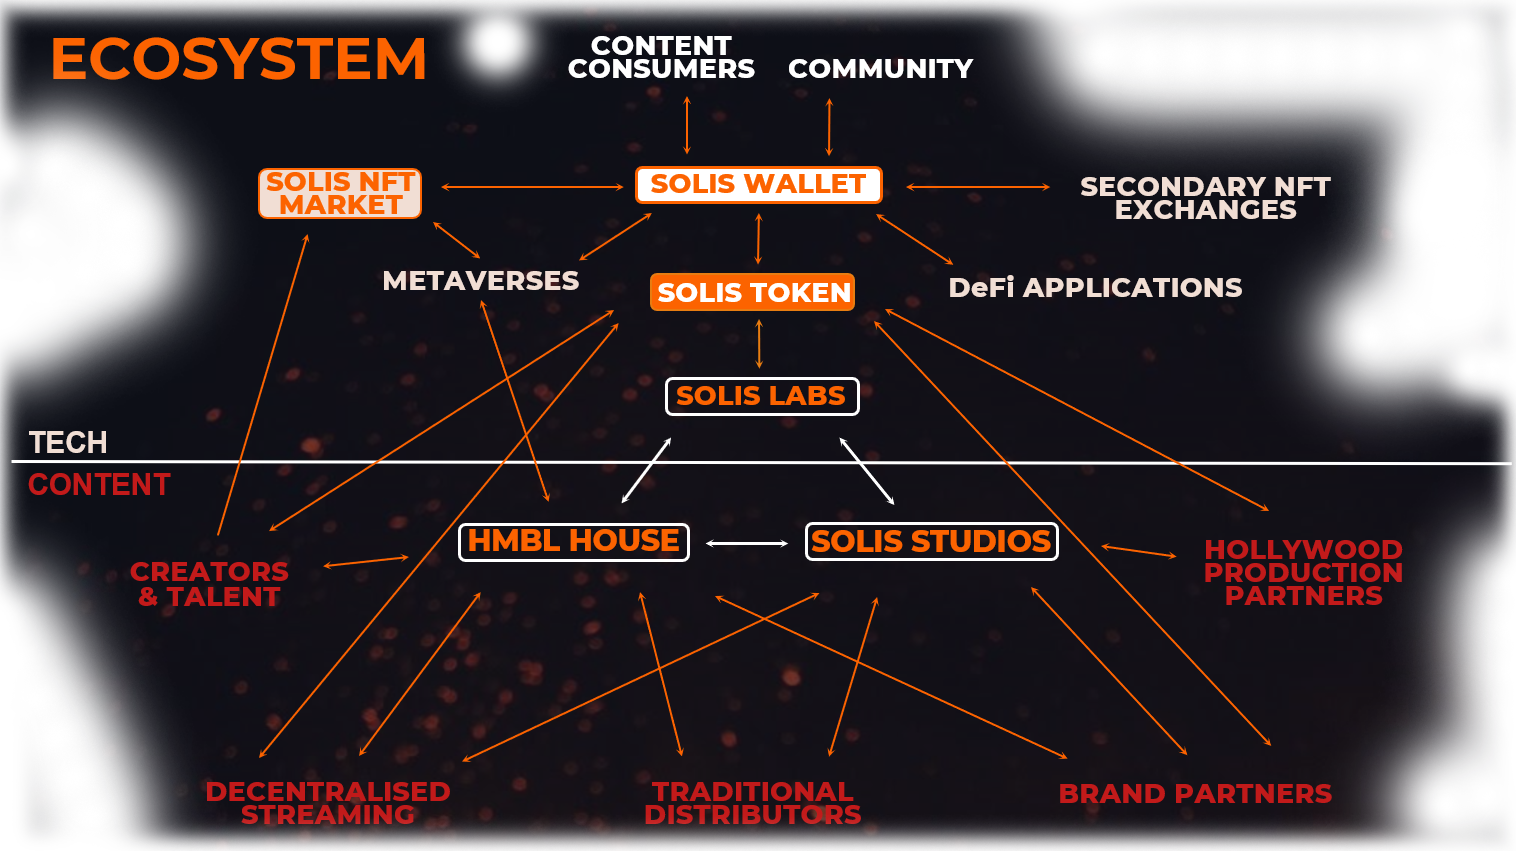 ECOSYSTEM
CONTENT
CONSUMERS
COMMUNITY
SOLIS NFT
MARKET
SOLIS WALLET
SECONDARY NFT
EXCHANGES
METAVERSES
SOLIS TOKEN
DeFi APPLICATIONS
SOLIS LABS
TECH
CONTENT
HMBL HOUSE
SOLIS STUDIOS
CREATORS
& TALENT
HOLLYWOOD
PRODUCTION
PARTNERS
DECENTRALISED
STREAMING
TRADITIONAL
DISTRIBUTORS
BRAND PARTNERS